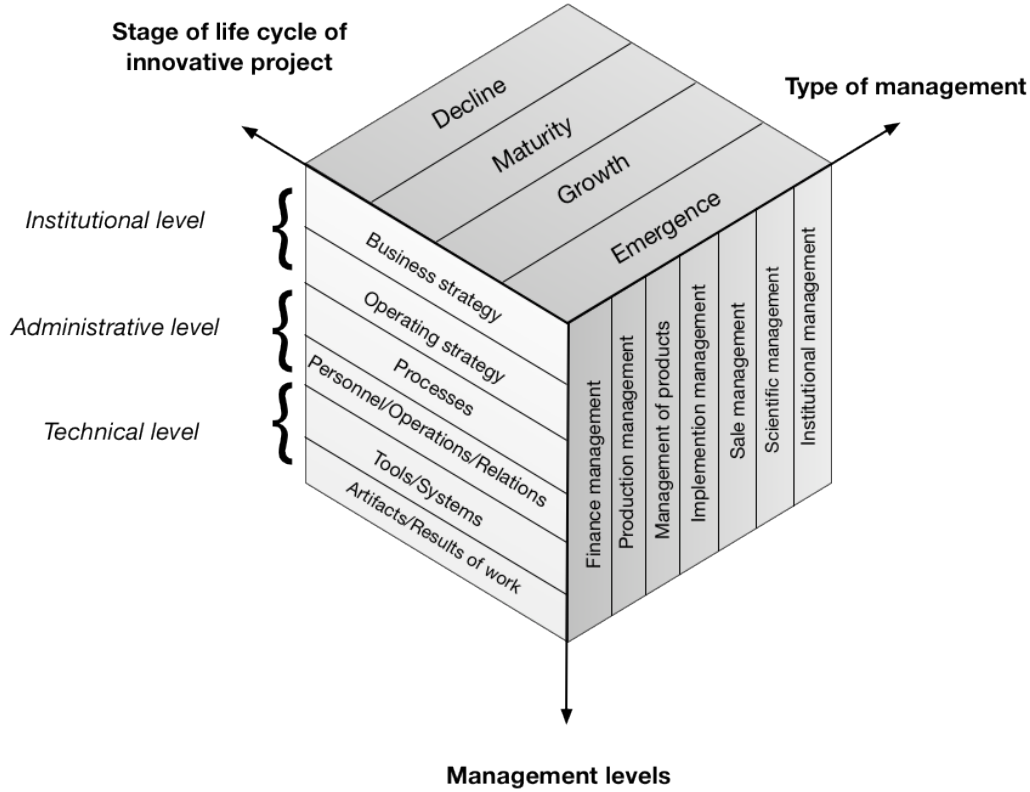 Stage of life cycle of
innovative project
Type of management
Decline
Maturity
Growth
Emergence
Institutional level
Administrative level
Technical level
Business strategy
Operating strategy
Processes
Personnel/Operations/Relations
Tools/Systems
Artifacts/Results of work
Finance management
Production management
Management of products
Implemention management
Sale management
Scientific management
Institutional management
Management levels